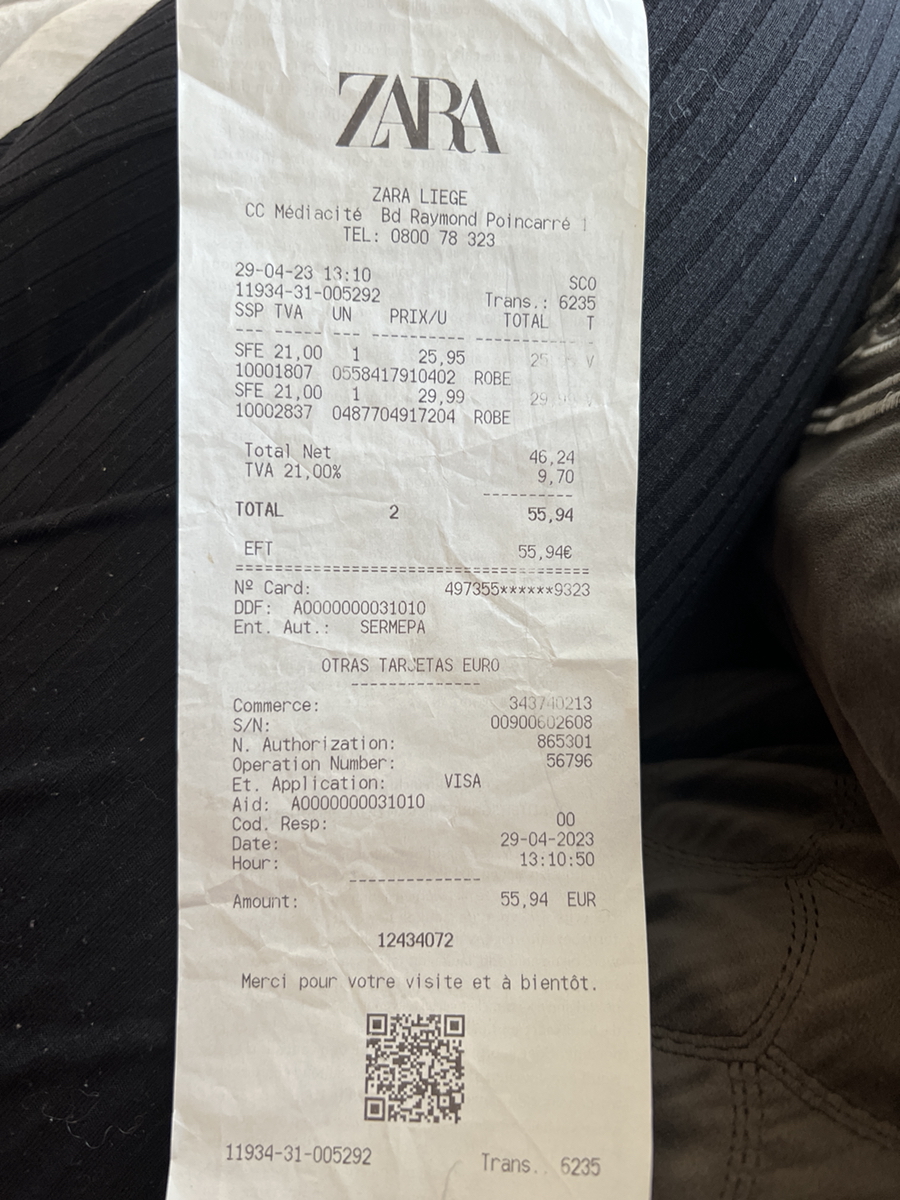 ZARA
ZARA LIEGE
CC Médiacité Bd Raymond Poincarré
TEL: 0800 78 323
29-04-23 13:10 SCO
11934-31-005292 Trans.: 6235
SSP TVA UN PRIX/U TOTAL T
--- ----- --- ---------- ---------- -
SFE 21,00 1 25,95 V
10001807 0558417910402 ROBE
SFE 21,00 1 29,99
10002837 0487704917204 ROBE
Total Net 46,24
TVA 21,00% 9,70
----------
TOTAL 2 55,94
EFT 55,94€
======================================
Nº Card: 497355******9323
DDF: A0000000031010
Ent. Aut.: SERMEPA
OTRAS TARJETAS EURO
--------------
Commerce: 343740213
S/N: 00900602608
N. Authorization: 865301
Operation Number: 56796
Et. Application: VISA
Aid: A0000000031010
Cod. Resp: 00
Date: 29-04-2023
Hour: 13:10:50
--------------
Amount: 55,94 EUR
12434072
Merci pour votre visite et à bientôt.
11934-31-005292 Trans.. 6235